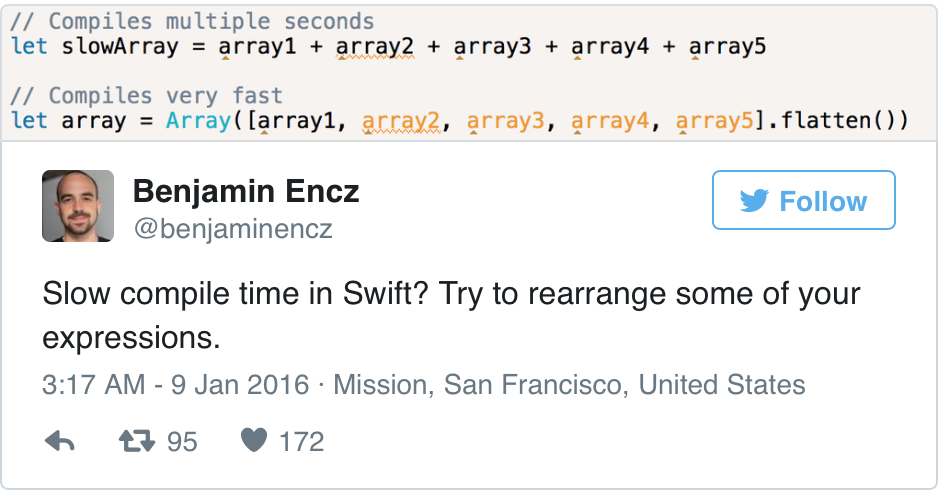 // Compiles multiple seconds
let slowArray = array1 + array2 + array3 + array4 + array5
// Compiles very fast
let array = Array([array1, array2, array3, array4, array5].flatten())
Benjamin Encz
@benjaminencz
Follow
Slow compile time in Swift? Try to rearrange some of your
expressions.
3:17 AM - 9 Jan 2016 · Mission, San Francisco, United States
95 172